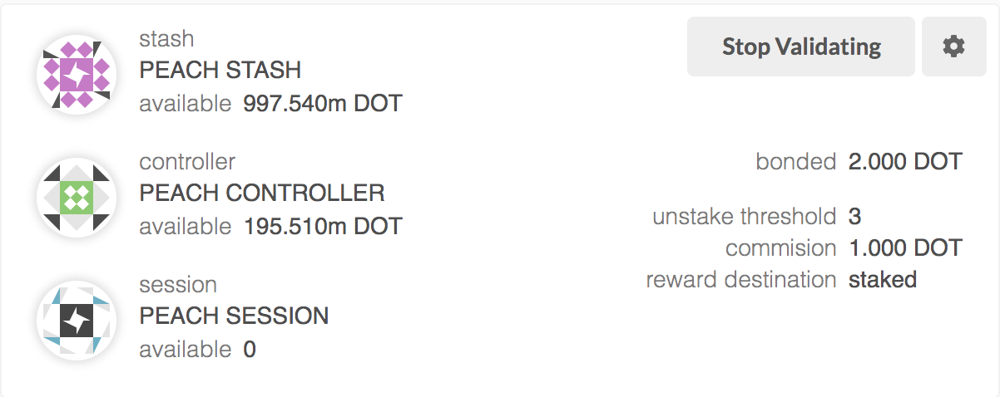 stash
PEACH STASH
available 997.540m DOT
Stop Validating
controller
PEACH CONTROLLER
available 195.510m DOT
bonded 2.000 DOT
unstake threshold 3
commision 1.000 DOT
reward destination staked
session
PEACH SESSION
available 0